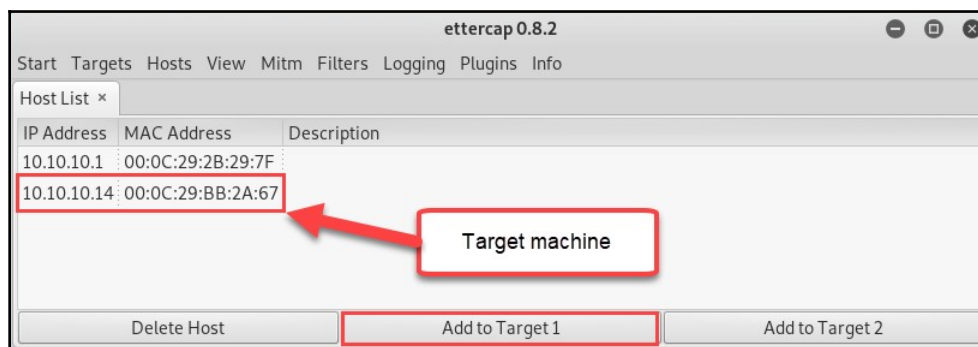 ettercap 0.8.2
Start Targets Hosts View Mitm Filters Logging Plugins Info
Host List ×
IP Address MAC Address Description
10.10.10.1 00:0C:29:2B:29:7F
10.10.10.14 00:0C:29:BB:2A:67
Target machine
Delete Host Add to Target 1 Add to Target 2